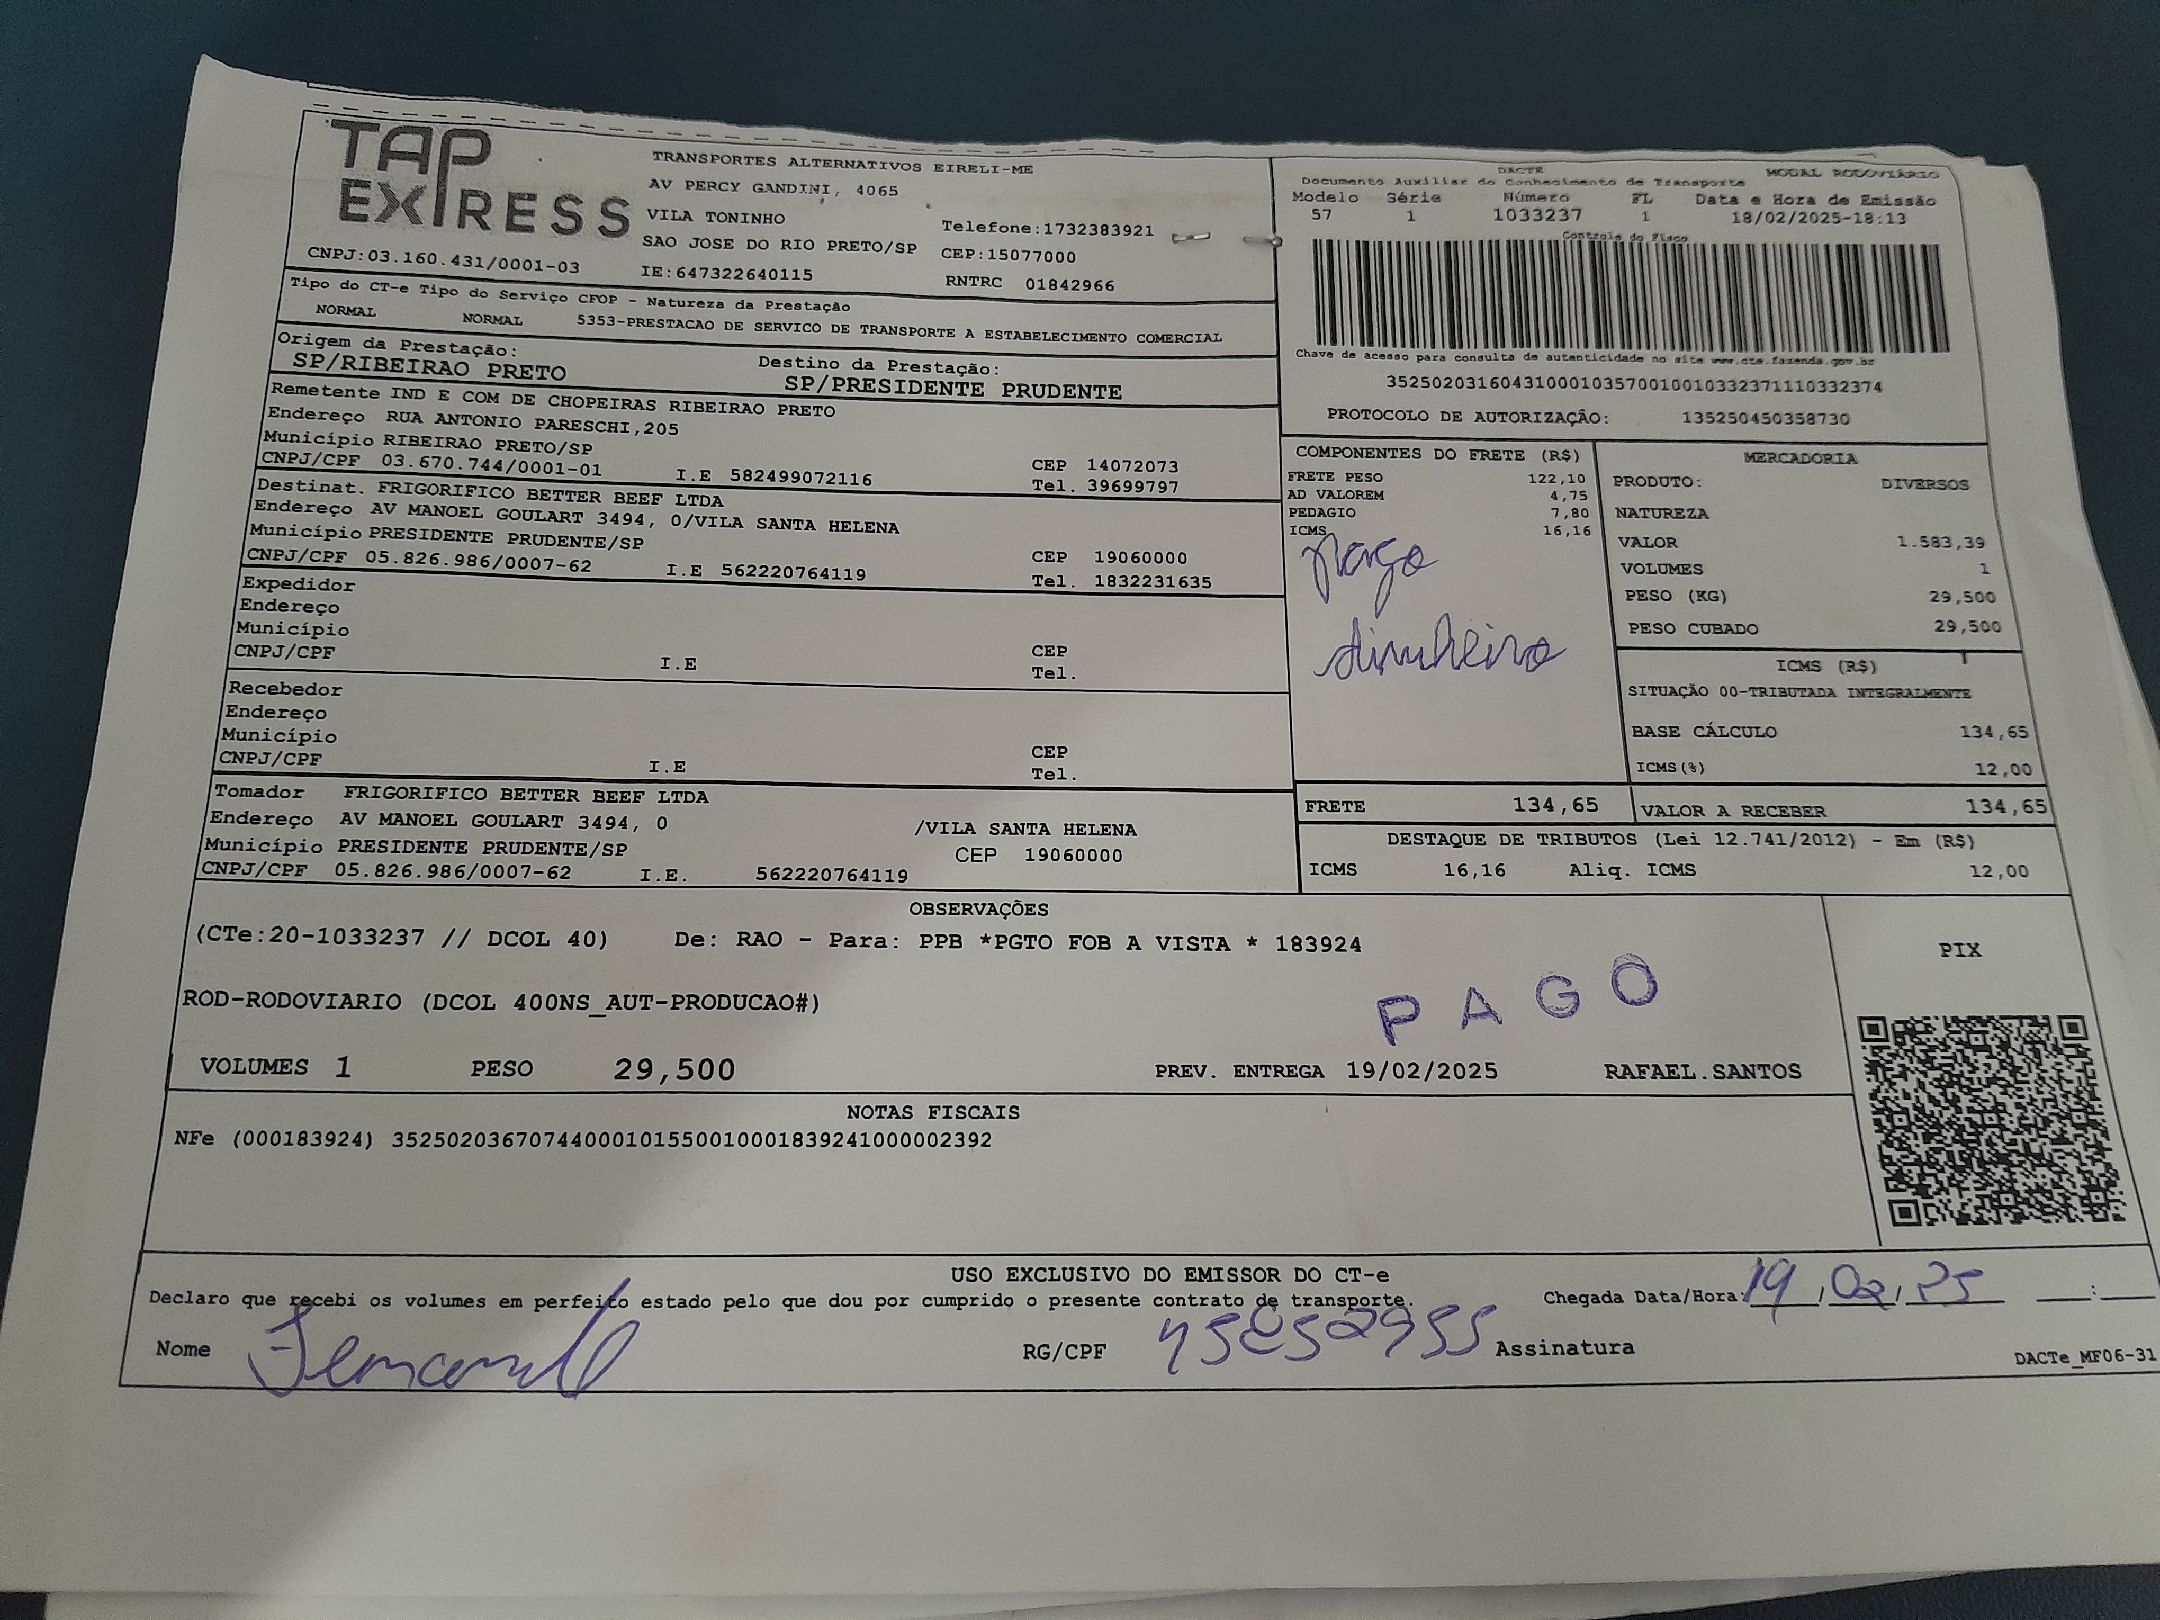 TAP EXPRESS
TRANSPORTES ALTERNATIVOS EIRELI-ME
AV PERCY GANDINI, 4065
VILA TONINHO
SAO JOSE DO RIO PRETO/SP
IE:647322640115
Telefone:1732383921
CEP:15077000
RNTRC 01842966
CNPJ:03.160.431/0001-03
DACTE MODAL RODOVIÁRIO
Documento Auxiliar do Conhecimento de Transporte
Modelo Série Número FL Data e Hora de Emissão
57 1 1033237 1 18/02/2025-18:13
Controle do Fisco
Chave de acesso para consulta de autenticidade no site www.cte.fazenda.gov.br
35250203160431000103570010010332371110332374
PROTOCOLO DE AUTORIZAÇÃO: 135250450358730
Tipo do CT-e Tipo do Serviço CFOP - Natureza da Prestação
NORMAL NORMAL 5353-PRESTACAO DE SERVICO DE TRANSPORTE A ESTABELECIMENTO COMERCIAL
Origem da Prestação: Destino da Prestação:
SP/RIBEIRAO PRETO SP/PRESIDENTE PRUDENTE
Remetente IND E COM DE CHOPEIRAS RIBEIRAO PRETO
Endereço RUA ANTONIO PARESCHI,205
Município RIBEIRAO PRETO/SP CEP 14072073
CNPJ/CPF 03.670.744/0001-01 I.E 582499072116 Tel. 39699797
Destinat. FRIGORIFICO BETTER BEEF LTDA
Endereço AV MANOEL GOULART 3494, 0/VILA SANTA HELENA
Município PRESIDENTE PRUDENTE/SP CEP 19060000
CNPJ/CPF 05.826.986/0007-62 I.E 562220764119 Tel. 1832231635
Expedidor
Endereço
Município CEP
CNPJ/CPF I.E Tel.
Recebedor
Endereço
Município CEP
CNPJ/CPF I.E Tel.
Tomador FRIGORIFICO BETTER BEEF LTDA
Endereço AV MANOEL GOULART 3494, 0 /VILA SANTA HELENA
Município PRESIDENTE PRUDENTE/SP CEP 19060000
CNPJ/CPF 05.826.986/0007-62 I.E. 562220764119
COMPONENTES DO FRETE (R$)
FRETE PESO 122,10
AD VALOREM 4,75
PEDAGIO 7,80
ICMS 16,16
pago
dinheiro
MERCADORIA
PRODUTO: DIVERSOS
NATUREZA
VALOR 1.583,39
VOLUMES 1
PESO (KG) 29,500
PESO CUBADO 29,500
ICMS (R$)
SITUAÇÃO 00-TRIBUTADA INTEGRALMENTE
BASE CÁLCULO 134,65
ICMS(%) 12,00
FRETE 134,65 VALOR A RECEBER 134,65
DESTAQUE DE TRIBUTOS (Lei 12.741/2012) - Em (R$)
ICMS 16,16 Aliq. ICMS 12,00
OBSERVAÇÕES
(CTe:20-1033237 // DCOL 40) De: RAO - Para: PPB *PGTO FOB A VISTA * 183924
ROD-RODOVIARIO (DCOL 400NS_AUT-PRODUCAO#)
PAGO
VOLUMES 1 PESO 29,500 PREV. ENTREGA 19/02/2025 RAFAEL.SANTOS
PIX
NOTAS FISCAIS
NFe (000183924) 35250203670744000101550010001839241000002392
USO EXCLUSIVO DO EMISSOR DO CT-e
Declaro que recebi os volumes em perfeito estado pelo que dou por cumprido o presente contrato de transporte. Chegada Data/Hora: 19,02,25 __:__
Nome RG/CPF Assinatura
DACTe_MF06-31